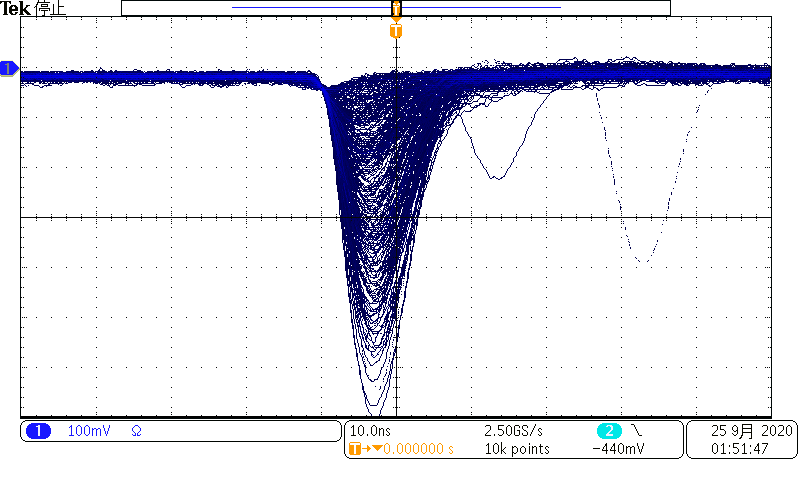 Tek 停止
T
T
1
1 100mV Ω
10.0ns 2.50GS/s 2 -440mV
T→▼0.000000 s 10k points
25 9月 2020
01:51:47